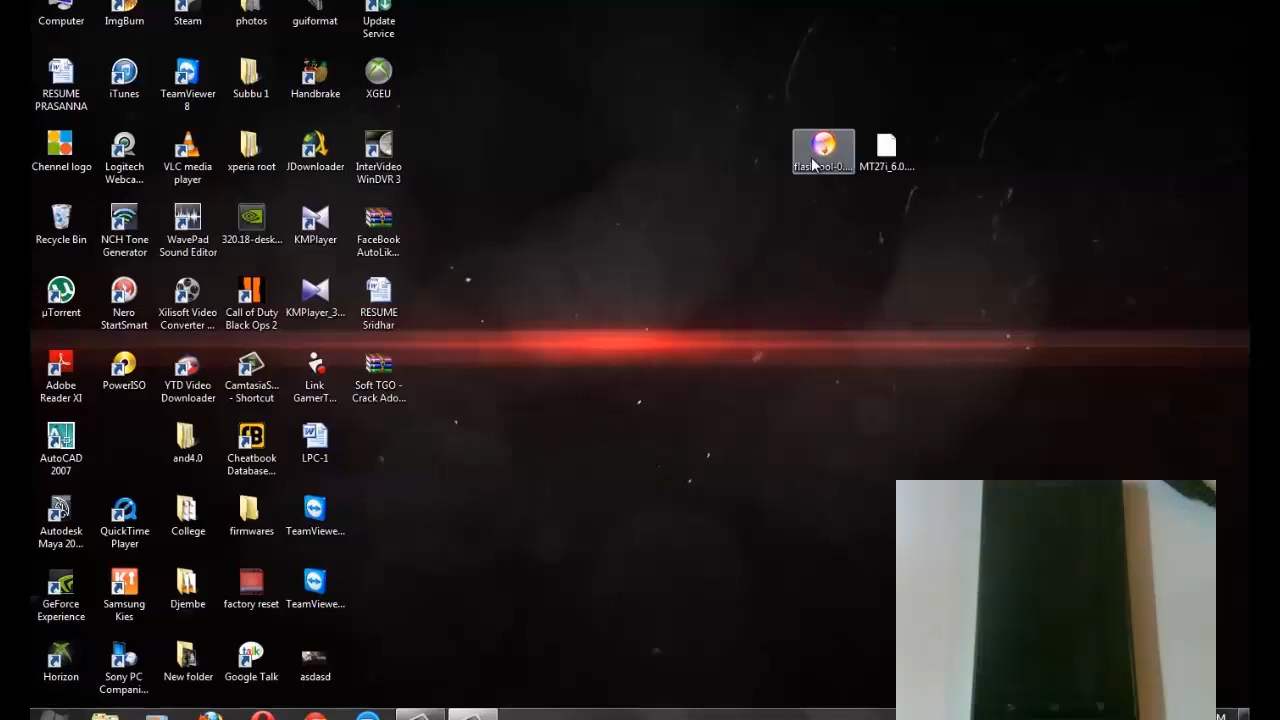 Computer
ImgBurn
Steam
photos
guiformat
Update
Service
RESUME
PRASANNA
iTunes
TeamViewer
8
Subbu 1
Handbrake
XGEU
Chennel logo
Logitech
Webca...
VLC media
player
xperia root
JDownloader
InterVideo
WinDVR 3
flashtool-0....
MT27i_6.0....
Recycle Bin
NCH Tone
Generator
WavePad
Sound Editor
320.18-desk...
KMPlayer
FaceBook
AutoLik...
µTorrent
Nero
StartSmart
Xilisoft Video
Converter ...
Call of Duty
Black Ops 2
KMPlayer_3...
RESUME
Sridhar
Adobe
Reader XI
PowerISO
YTD Video
Downloader
CamtasiaS...
- Shortcut
Link
GamerT...
Soft TGO -
Crack Ado...
AutoCAD
2007
and4.0
Cheatbook
Database...
LPC-1
Autodesk
Maya 20...
QuickTime
Player
College
firmwares
TeamViewe...
GeForce
Experience
Samsung
Kies
Djembe
factory reset
TeamViewe...
Horizon
Sony PC
Compani...
New folder
Google Talk
asdasd